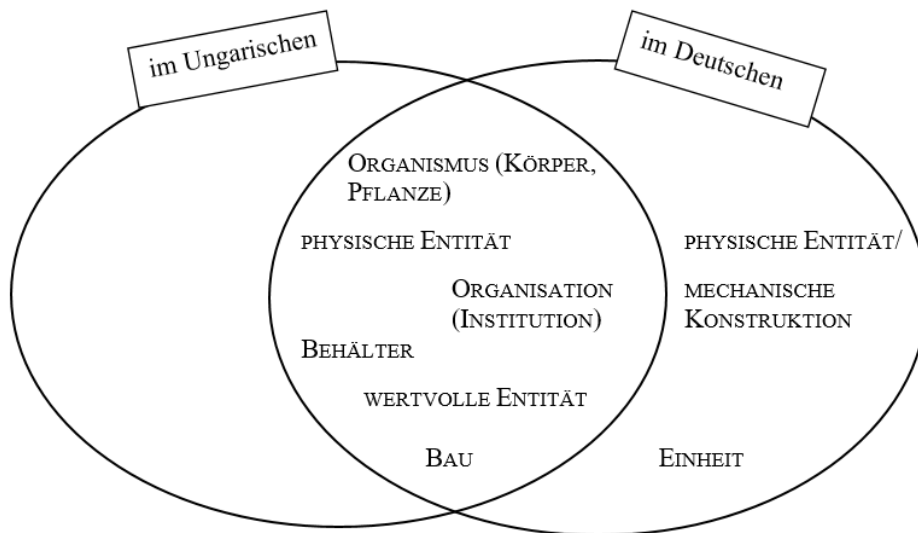 im Ungarischen
im Deutschen
ORGANISMUS (KÖRPER,
PFLANZE)
PHYSISCHE ENTITÄT
PHYSISCHE ENTITÄT/
ORGANISATION
(INSTITUTION)
MECHANISCHE
KONSTRUKTION
BEHÄLTER
WERTVOLLE ENTITÄT
BAU
EINHEIT